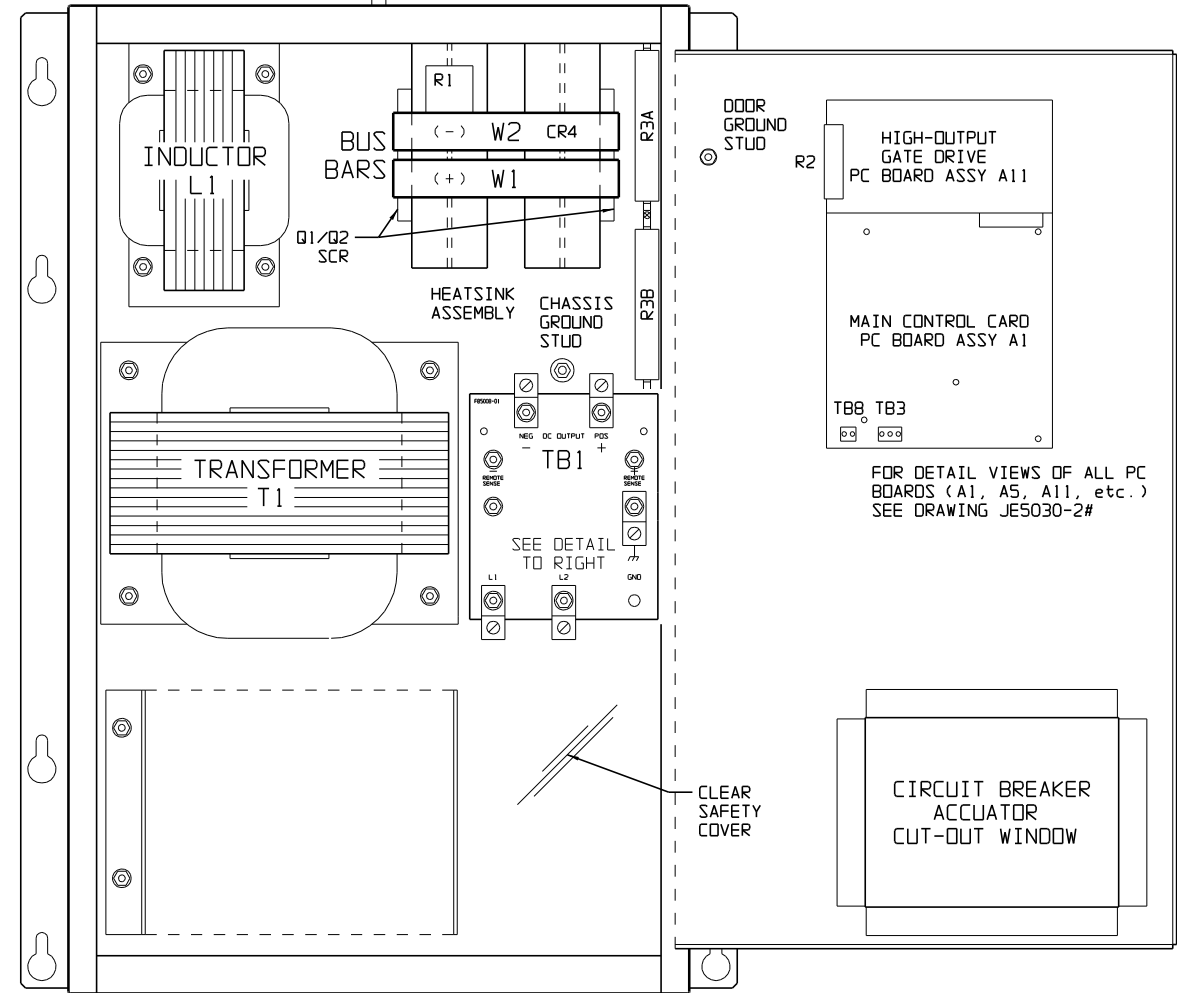 R1
BUS
BARS
(-) W2 CR4
(+) W1
R3A
INDUCTOR
L1
Q1/Q2
SCR
HEATSINK
ASSEMBLY
CHASSIS
GROUND
STUD
R3B
DOOR
GROUND
STUD
R2
HIGH-OUTPUT
GATE DRIVE
PC BOARD ASSY A11
MAIN CONTROL CARD
PC BOARD ASSY A1
TB8 TB3
FOR DETAIL VIEWS OF ALL PC
BOARDS (A1, A5, A11, etc.)
SEE DRAWING JE5030-2#
TRANSFORMER
T1
F85008-01
NEG DC OUTPUT POS
- +
TB1
- +
REMOTE
SENSE
REMOTE
SENSE
SEE DETAIL
TO RIGHT
L1 L2 GND
CLEAR
SAFETY
COVER
CIRCUIT BREAKER
ACCUATOR
CUT-OUT WINDOW